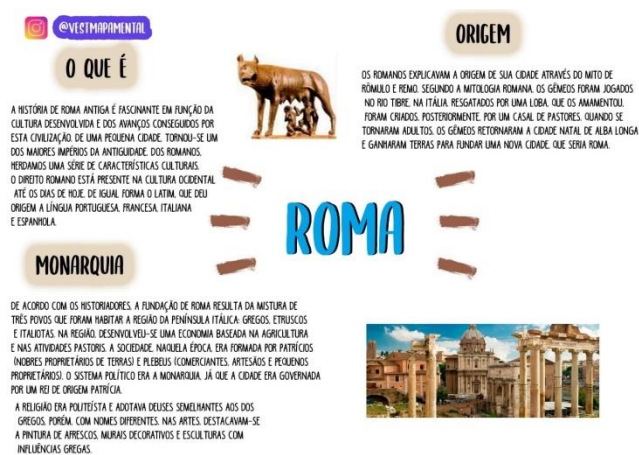 @VESTMAPAMENTAL
O QUE É
A HISTÓRIA DE ROMA ANTIGA É FASCINANTE EM FUNÇÃO DA
CULTURA DESENVOLVIDA E DOS AVANÇOS CONSEGUIDOS POR
ESTA CIVILIZAÇÃO. DE UMA PEQUENA CIDADE, TORNOU-SE UM
DOS MAIORES IMPÉRIOS DA ANTIGUIDADE. DOS ROMANOS,
HERDAMOS UMA SÉRIE DE CARACTERÍSTICAS CULTURAIS.
O DIREITO ROMANO ESTÁ PRESENTE NA CULTURA OCIDENTAL
ATÉ OS DIAS DE HOJE, DE IGUAL FORMA O LATIM, QUE DEU
ORIGEM A LÍNGUA PORTUGUESA, FRANCESA, ITALIANA
E ESPANHOLA.
ORIGEM
OS ROMANOS EXPLICAVAM A ORIGEM DE SUA CIDADE ATRAVÉS DO MITO DE
RÔMULO E REMO. SEGUNDO A MITOLOGIA ROMANA, OS GÊMEOS FORAM JOGADOS
NO RIO TIBRE, NA ITÁLIA. RESGATADOS POR UMA LOBA, QUE OS AMAMENTOU,
FORAM CRIADOS, POSTERIORMENTE, POR UM CASAL DE PASTORES. QUANDO SE
TORNARAM ADULTOS, OS GÊMEOS RETORNARAM A CIDADE NATAL DE ALBA LONGA
E GANHARAM TERRAS PARA FUNDAR UMA NOVA CIDADE, QUE SERIA ROMA.
ROMA
MONARQUIA
DE ACORDO COM OS HISTORIADORES, A FUNDAÇÃO DE ROMA RESULTA DA MISTURA DE
TRÊS POVOS QUE FORAM HABITAR A REGIÃO DA PENÍNSULA ITÁLICA: GREGOS, ETRUSCOS
E ITALIOTAS. NA REGIÃO, DESENVOLVEU-SE UMA ECONOMIA BASEADA NA AGRICULTURA
E NAS ATIVIDADES PASTORIS. A SOCIEDADE, NAQUELA ÉPOCA, ERA FORMADA POR PATRÍCIOS
(NOBRES PROPRIETÁRIOS DE TERRAS) E PLEBEUS (COMERCIANTES, ARTESÃOS E PEQUENOS
PROPRIETÁRIOS). O SISTEMA POLÍTICO ERA A MONARQUIA, JÁ QUE A CIDADE ERA GOVERNADA
POR UM REI DE ORIGEM PATRÍCIA.
A RELIGIÃO ERA POLITEÍSTA E ADOTAVA DEUSES SEMELHANTES AOS DOS
GREGOS, PORÉM, COM NOMES DIFERENTES. NAS ARTES, DESTACAVAM-SE
A PINTURA DE AFRESCOS, MURAIS DECORATIVOS E ESCULTURAS COM
INFLUÊNCIAS GREGAS.